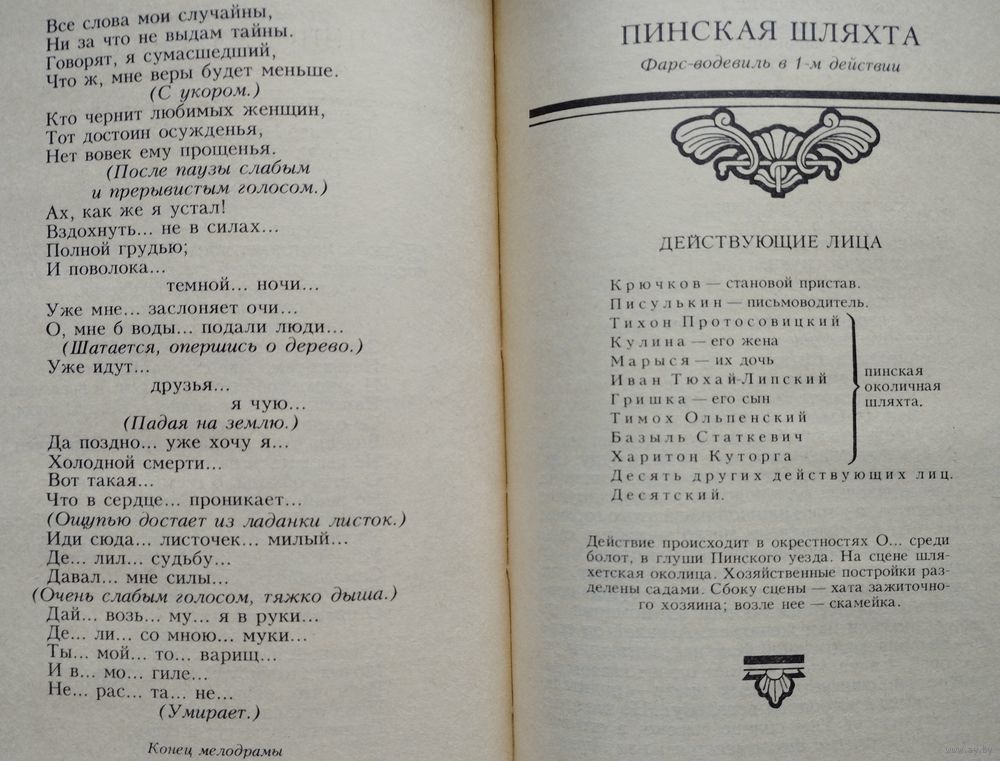 Все слова мои случайны,
Ни за что не выдам тайны.
Говорят, я сумасшедший,
Что ж, мне веры будет меньше.
(С укором.)
Кто чернит любимых женщин,
Тот достоин осужденья,
Нет вовек ему прощенья.
(После паузы слабым
и прерывистым голосом.)
Ах, как же я устал!
Вздохнуть... не в силах...
Полной грудью;
И поволока...
темной... ночи...
Уже мне... заслоняет очи...
О, мне б воды... подали люди...
(Шатается, опершись о дерево.)
Уже идут...
друзья...
я чую...
(Падая на землю.)
Да поздно... уже хочу я...
Холодной смерти...
Вот такая...
Что в сердце... проникает...
(Ощупью достает из ладанки листок.)
Иди сюда... листочек... милый...
Де... лил... судьбу...
Давал... мне силы...
(Очень слабым голосом, тяжко дыша.)
Дай... возь... му... я в руки...
Де... ли... со мною... муки...
Ты... мой... то... варищ...
И в... мо... гиле...
Не... рас... та... не...
(Умирает.)
Конец мелодрамы
ПИНСКАЯ ШЛЯХТА
Фарс-водевиль в 1-м действии
ДЕЙСТВУЮЩИЕ ЛИЦА
Крючков — становой пристав.
Писулькин — письмоводитель.
Тихон Протосовицкий
Кулина — его жена
Марыся — их дочь
Иван Тюхай-Липский
Гришка — его сын
Тимох Ольпенский
Базыль Статкевич
Харитон Куторга
пинская
околичная
шляхта.
Десять других действующих лиц.
Десятский.
Действие происходит в окрестностях О... среди
болот, в глуши Пинского уезда. На сцене шля-
хетская околица. Хозяйственные постройки раз-
делены садами. Сбоку сцены — хата зажиточно-
го хозяина; возле нее — скамейка.
www.ay.by